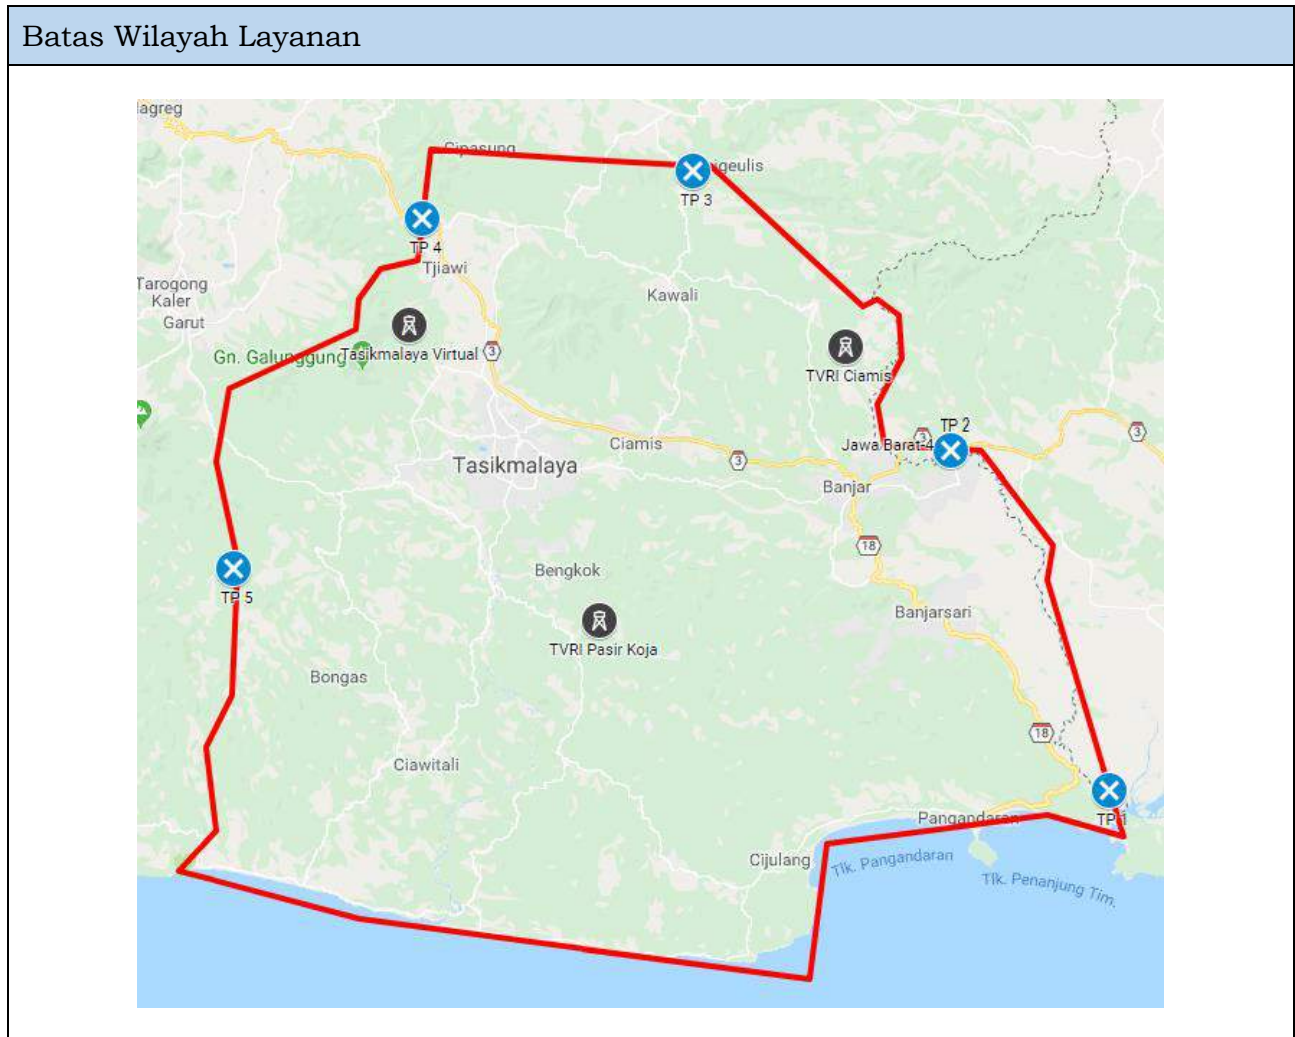 Batas Wilayah Layanan
lagreg
Cipasung
igeulis
TP 3
TP 4
Tjiawi
Tarogong
Kaler
Garut
Kawali
Gn. Galunggung
Tasikmalaya Virtual
3
TVRI Ciamis
TP 2
3
3
Jawa Barat-4
Ciamis
3
Tasikmalaya
Banjar
18
Bengkok
TP 5
Banjarsari
TVRI Pasir Koja
Bongas
18
Ciawitali
Pangandaran
TP 1
Cijulang
Tlk. Pangandaran
Tlk. Penanjung Tim.